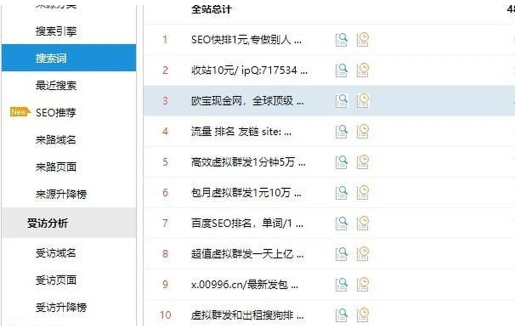 来源分类
搜索引擎
搜索词
最近搜索
New SEO推荐
来路域名
来路页面
来源升降榜
受访分析
受访域名
受访页面
受访升降榜
全站总计 48
1 SEO快排1元,专做别人 ...
2 收站10元/ ipQ:717534 ...
3 欧宝现金网，全球顶级 ...
4 流量 排名 友链 site: ...
5 高效虚拟群发1分钟5万 ...
6 包月虚拟群发1元10万 ...
7 百度SEO排名，单词/1 ...
8 超值虚拟群发一天上亿 ...
9 x.00996.cn/最新发包 ...
10 虚拟群发和出租搜狗排 ...